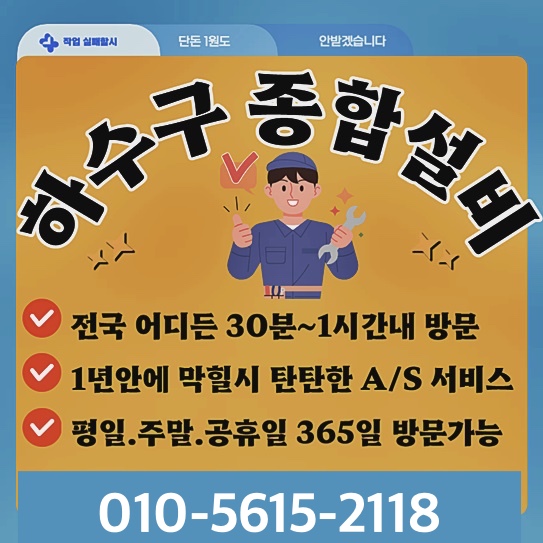 작업 실패할시 단돈 1원도 안받겠습니다
하수구 종합설비
전국 어디든 30분~1시간내 방문
1년안에 막힐시 탄탄한 A/S 서비스
평일.주말.공휴일 365일 방문가능
010-5615-2118